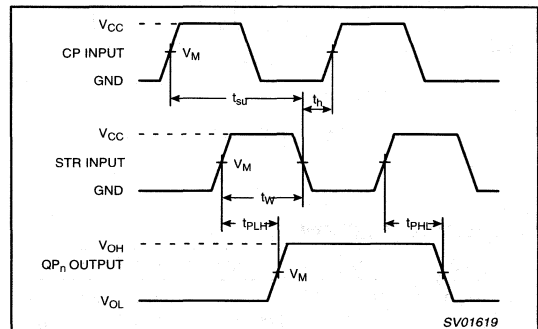 VCC
CP INPUT
VM
GND
tsu
th
VCC
STR INPUT
VM
GND
tW
tPLH
tPHL
VOH
QPn OUTPUT
VM
VOL
SV01619